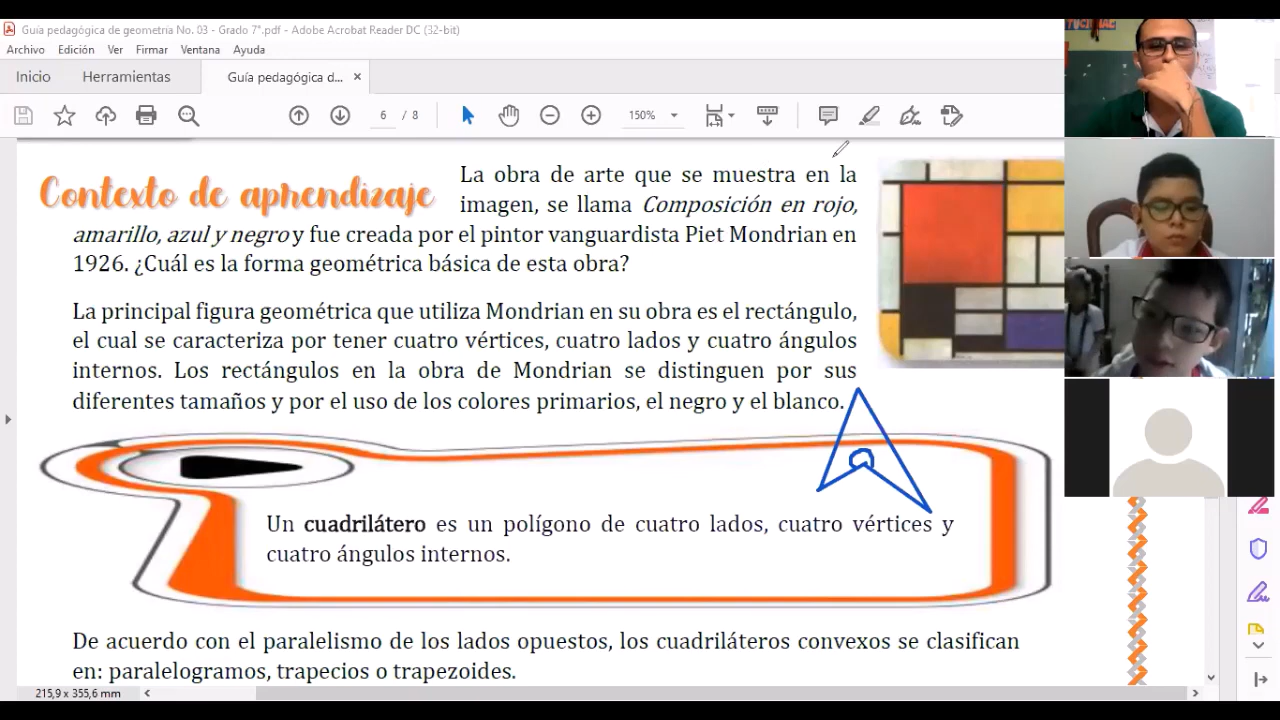 Guía pedagógica de geometría No. 03 - Grado 7°.pdf - Adobe Acrobat Reader DC (32-bit)
Archivo Edición Ver Firmar Ventana Ayuda
Inicio Herramientas Guía pedagógica d... ×
6 / 8 150%
Contexto de aprendizaje
La obra de arte que se muestra en la
imagen, se llama Composición en rojo,
amarillo, azul y negro y fue creada por el pintor vanguardista Piet Mondrian en
1926. ¿Cuál es la forma geométrica básica de esta obra?
La principal figura geométrica que utiliza Mondrian en su obra es el rectángulo,
el cual se caracteriza por tener cuatro vértices, cuatro lados y cuatro ángulos
internos. Los rectángulos en la obra de Mondrian se distinguen por sus
diferentes tamaños y por el uso de los colores primarios, el negro y el blanco.
Un cuadrilátero es un polígono de cuatro lados, cuatro vértices y
cuatro ángulos internos.
De acuerdo con el paralelismo de los lados opuestos, los cuadriláteros convexos se clasifican
en: paralelogramos, trapecios o trapezoides.
215,9 x 355,6 mm